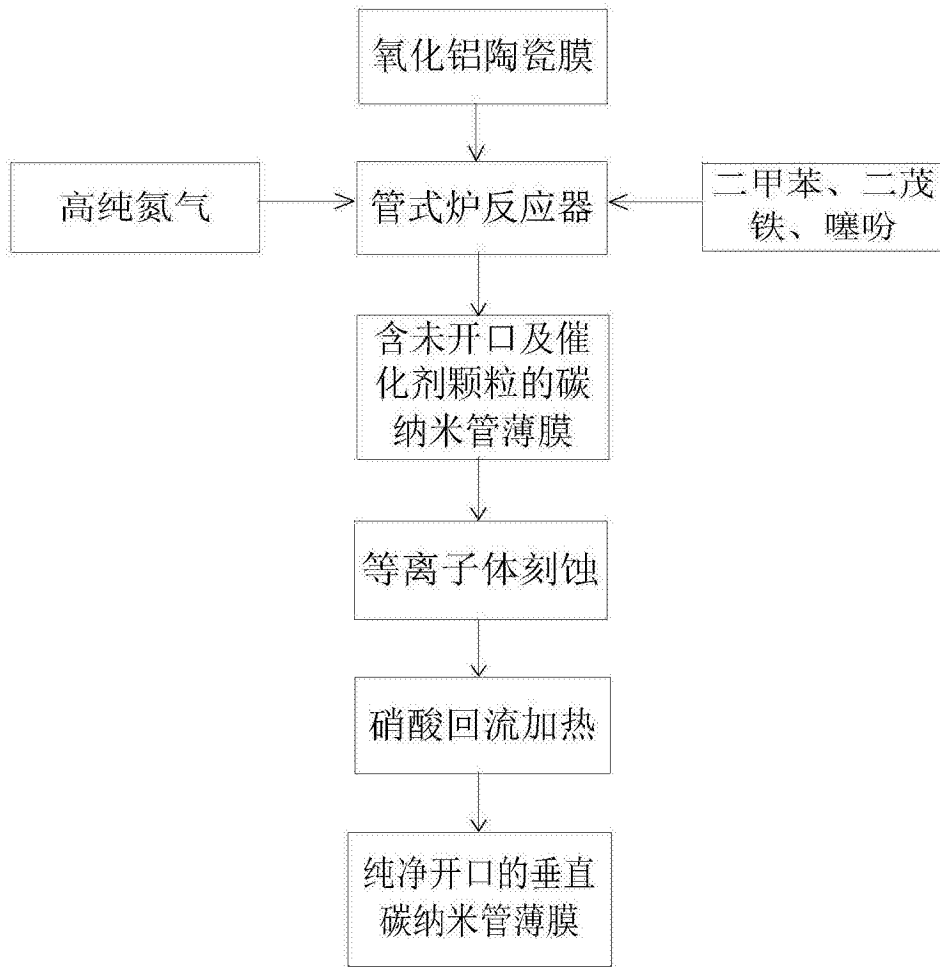 氧化铝陶瓷膜
高纯氮气
管式炉反应器
二甲苯、二茂
铁、噻吩
含未开口及催
化剂颗粒的碳
纳米管薄膜
等离子体刻蚀
硝酸回流加热
纯净开口的垂直
碳纳米管薄膜